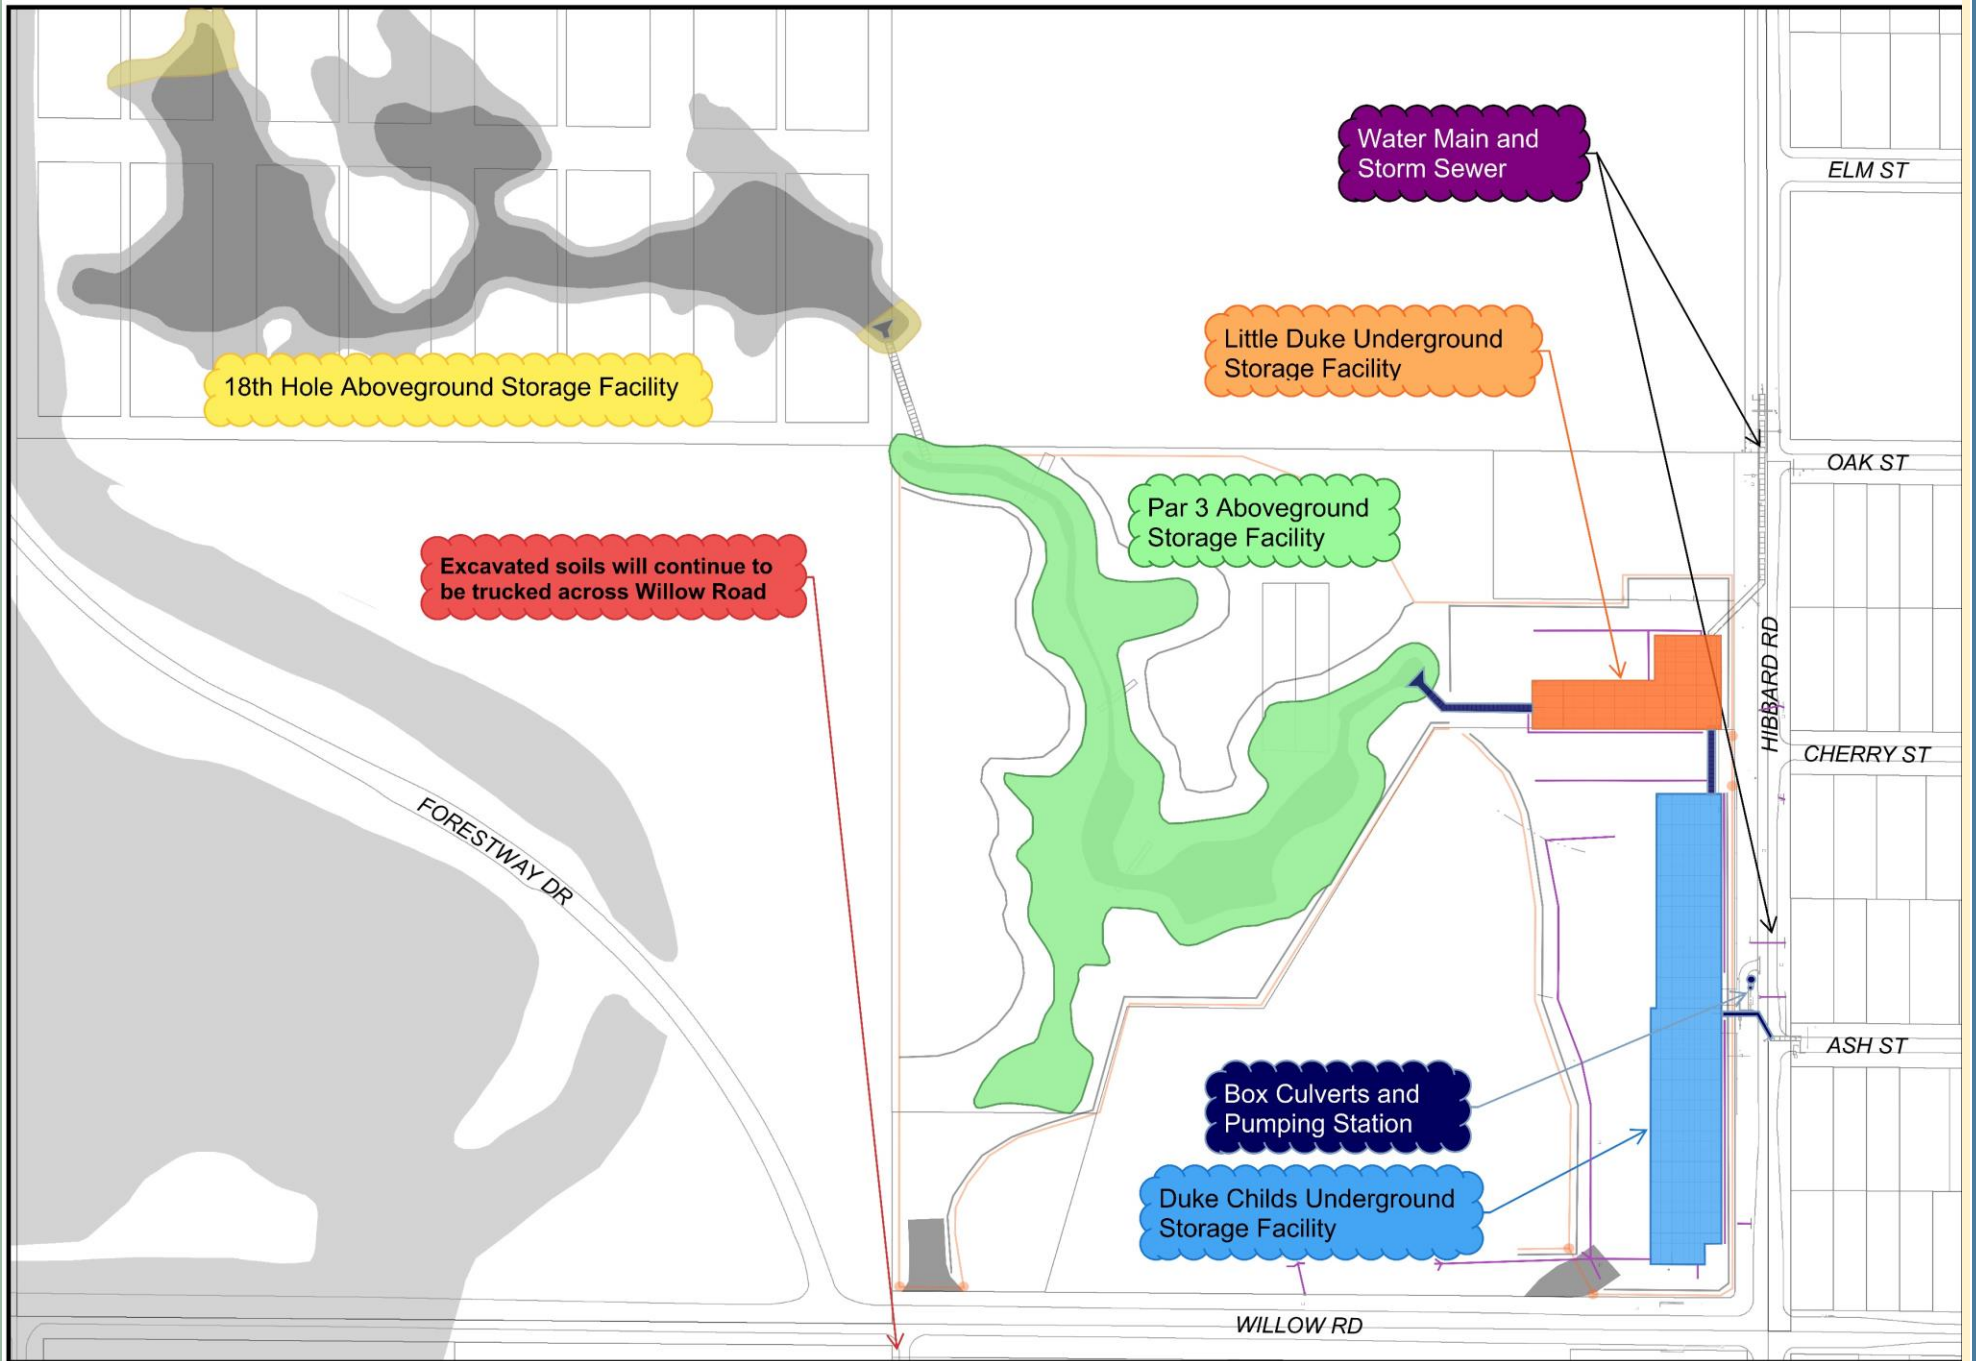 Water Main and
Storm Sewer
ELM ST
Little Duke Underground
Storage Facility
18th Hole Aboveground Storage Facility
OAK ST
Par 3 Aboveground
Storage Facility
Excavated soils will continue to
be trucked across Willow Road
HIBBARD RD
CHERRY ST
FORESTWAY DR
ASH ST
Box Culverts and
Pumping Station
Duke Childs Underground
Storage Facility
WILLOW RD